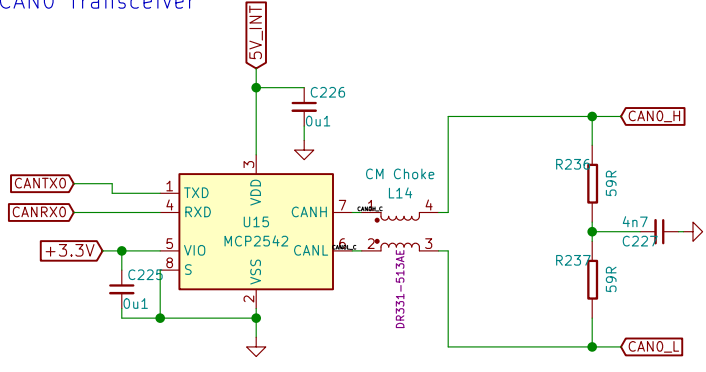 CAN0 Transceiver
5V_INT
C226
0u1
CAN0_H
CM Choke
L14
R236
59R
CANTX0
1
TXD
3
VDD
CANRX0
4
RXD
CANH
7
CANH_C
1
4
U15
MCP2542
4n7
C227
+3.3V
5
VIO
CANL
6
CANL_C
2
3
8
S
VSS
2
C225
0u1
DR331-513AE
R237
59R
CAN0_L